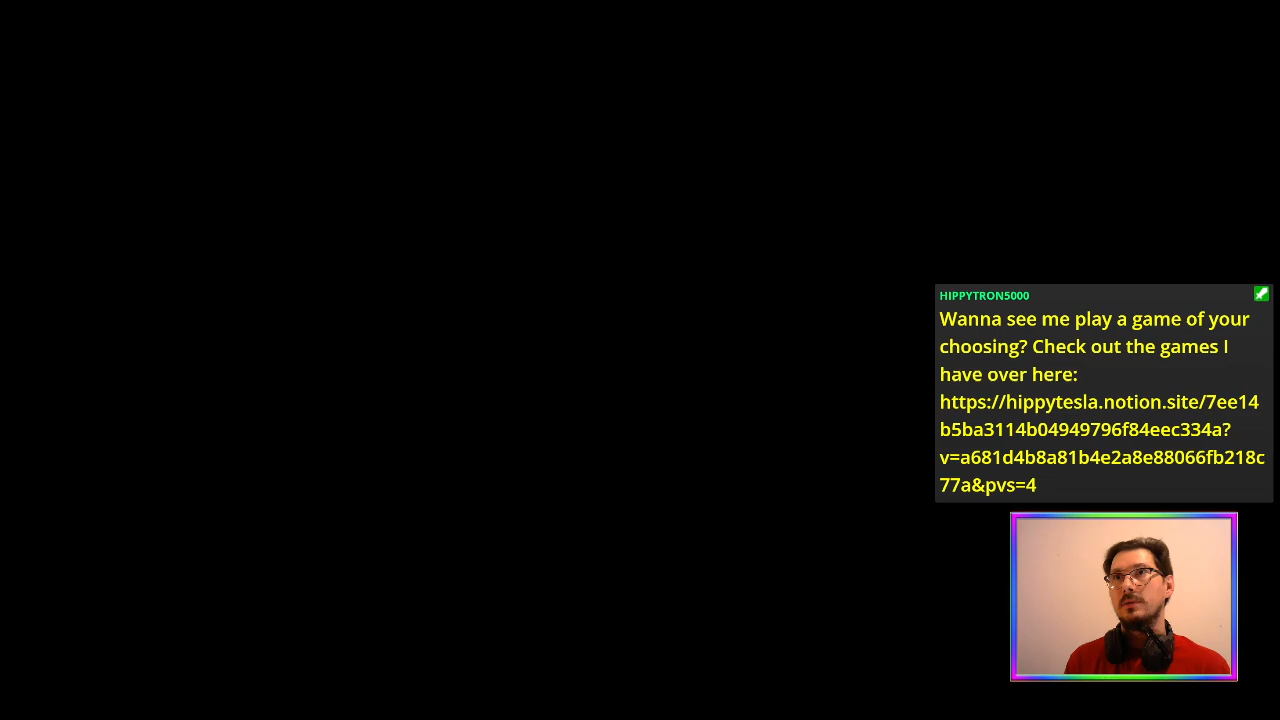 HIPPYTRON5000
Wanna see me play a game of your
choosing? Check out the games I
have over here:
https://hippytesla.notion.site/7ee14
b5ba3114b04949796f84eec334a?
v=a681d4b8a81b4e2a8e88066fb218c
77a&pvs=4